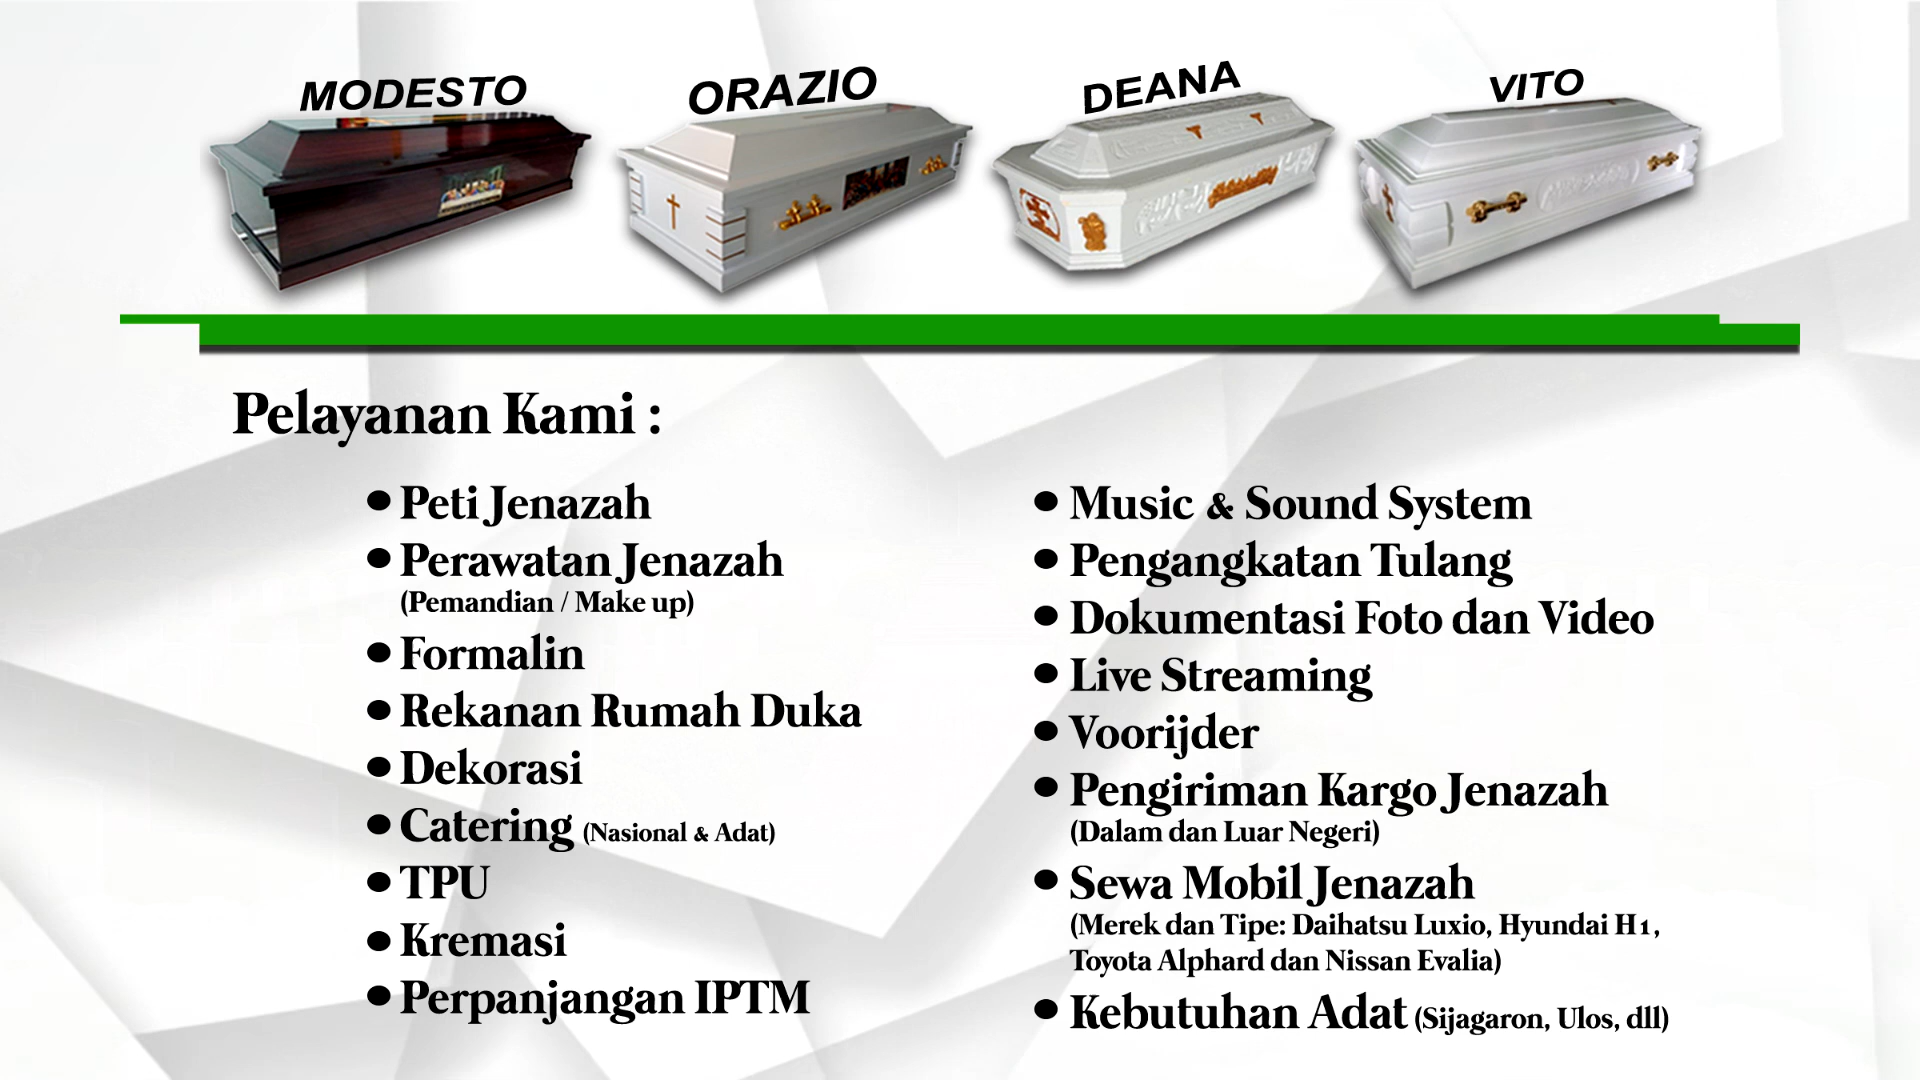 MODESTO
ORAZIO
DEANA
VITO
Pelayanan Kami :
• Peti Jenazah
• Perawatan Jenazah
(Pemandian / Make up)
• Formalin
• Rekanan Rumah Duka
• Dekorasi
• Catering (Nasional & Adat)
• TPU
• Kremasi
• Perpanjangan IPTM
• Music & Sound System
• Pengangkatan Tulang
• Dokumentasi Foto dan Video
• Live Streaming
• Voorijder
• Pengiriman Kargo Jenazah
(Dalam dan Luar Negeri)
• Sewa Mobil Jenazah
(Merek dan Tipe: Daihatsu Luxio, Hyundai H1,
Toyota Alphard dan Nissan Evalia)
• Kebutuhan Adat (Sijagaron, Ulos, dll)